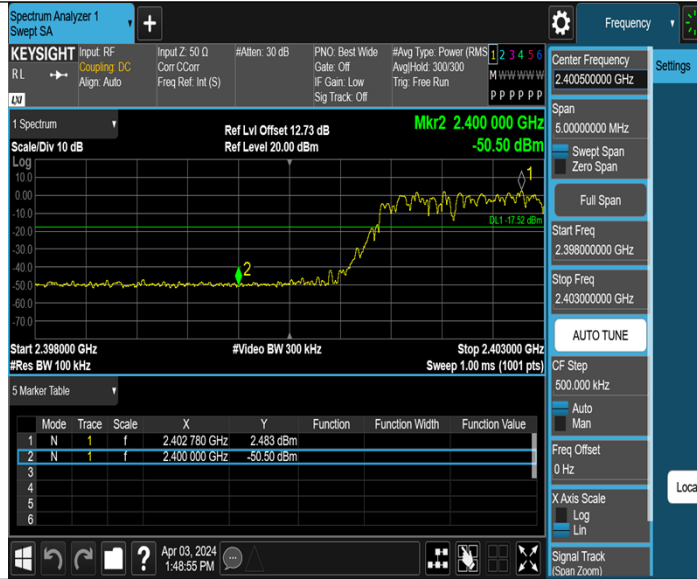 Spectrum Analyzer 1
Swept SA
Frequency
KEYSIGHT
RL
LXI
Input: RF
Coupling: DC
Align: Auto
Input Z: 50 Ω
Corr CCorr
Freq Ref: Int (S)
#Atten: 30 dB
PNO: Best Wide
Gate: Off
IF Gain: Low
Sig Track: Off
#Avg Type: Power (RMS
Avg|Hold: 300/300
Trig: Free Run
1 2 3 4 5 6
M W W W W W
P P P P P P
Center Frequency
2.400500000 GHz
Settings
Span
5.00000000 MHz
Swept Span
Zero Span
Full Span
Start Freq
2.398000000 GHz
Stop Freq
2.403000000 GHz
AUTO TUNE
CF Step
500.000 kHz
Auto
Man
Freq Offset
0 Hz
X Axis Scale
Log
Lin
Signal Track
(Span Zoom)
Loca
1 Spectrum
Scale/Div 10 dB
Ref Lvl Offset 12.73 dB
Ref Level 20.00 dBm
Mkr2 2.400 000 GHz
-50.50 dBm
Log
10.0
0.00
-10.0
-20.0
-30.0
-40.0
-50.0
-60.0
-70.0
1
DL1 -17.52 dBm
2
Start 2.398000 GHz
#Video BW 300 kHz
Stop 2.403000 GHz
#Res BW 100 kHz
Sweep 1.00 ms (1001 pts)
5 Marker Table
Mode Trace Scale X Y Function Function Width Function Value
1 N 1 f 2.402 780 GHz 2.483 dBm
2 N 1 f 2.400 000 GHz -50.50 dBm
3
4
5
6
?
Apr 03, 2024
1:48:55 PM